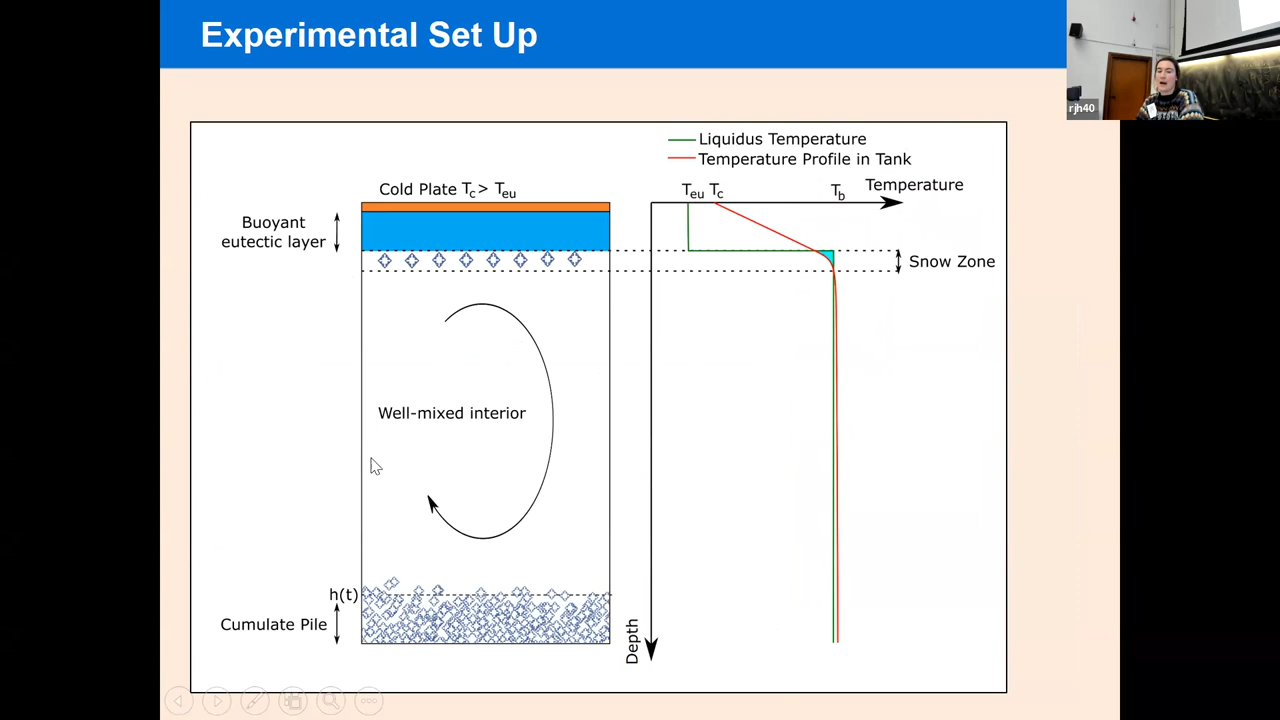 Experimental Set Up
rjh40
Liquidus Temperature
Temperature Profile in Tank
Cold Plate Tc > Teu
Teu Tc
Tb
Temperature
Buoyant
eutectic layer
Snow Zone
Well-mixed interior
h(t)
Cumulate Pile
Depth